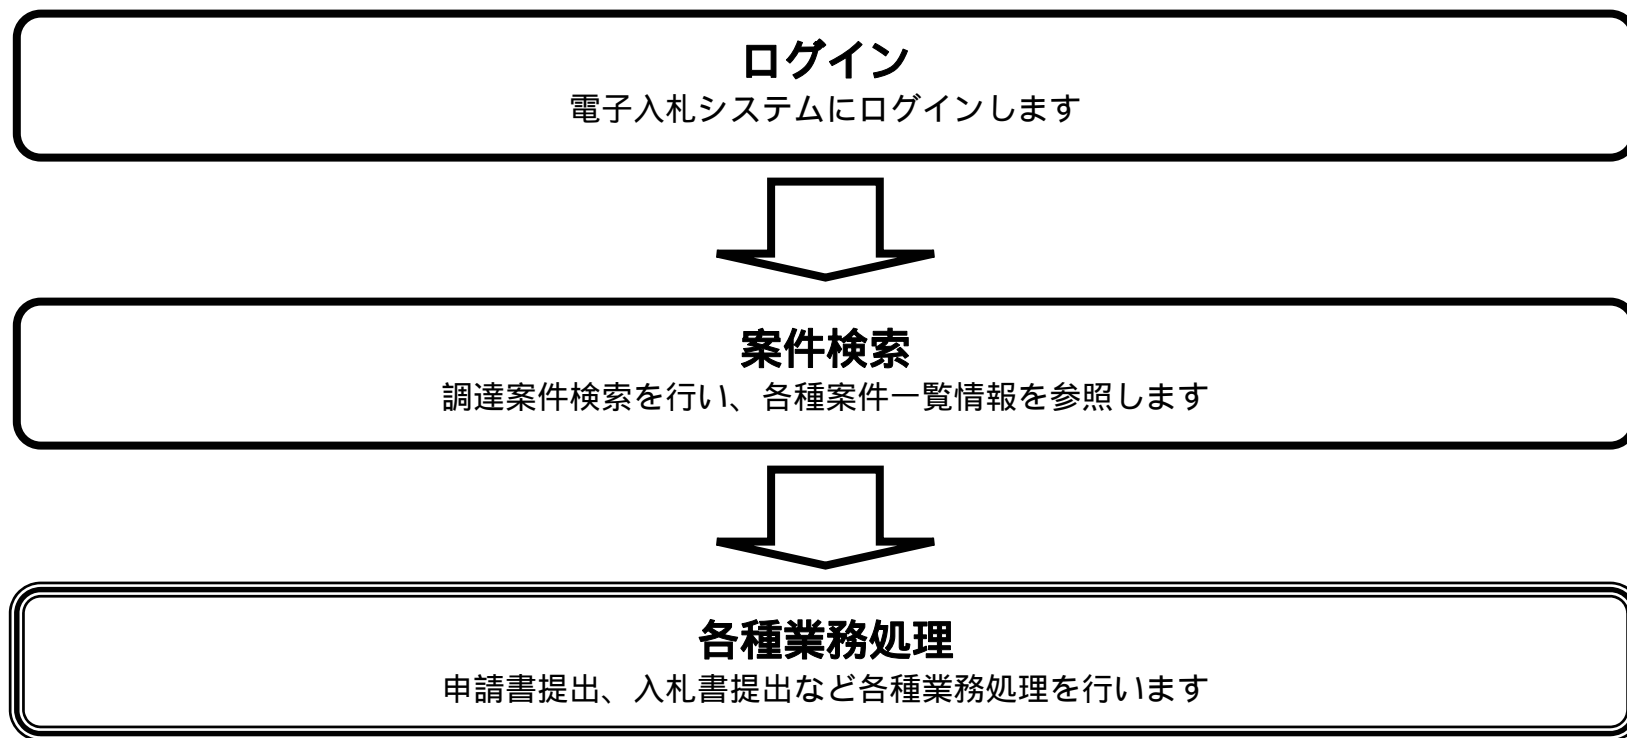 ログイン
電子入札システムにログインします
案件検索
調達案件検索を行い、各種案件一覧情報を参照します
各種業務処理
申請書提出、入札書提出など各種業務処理を行います